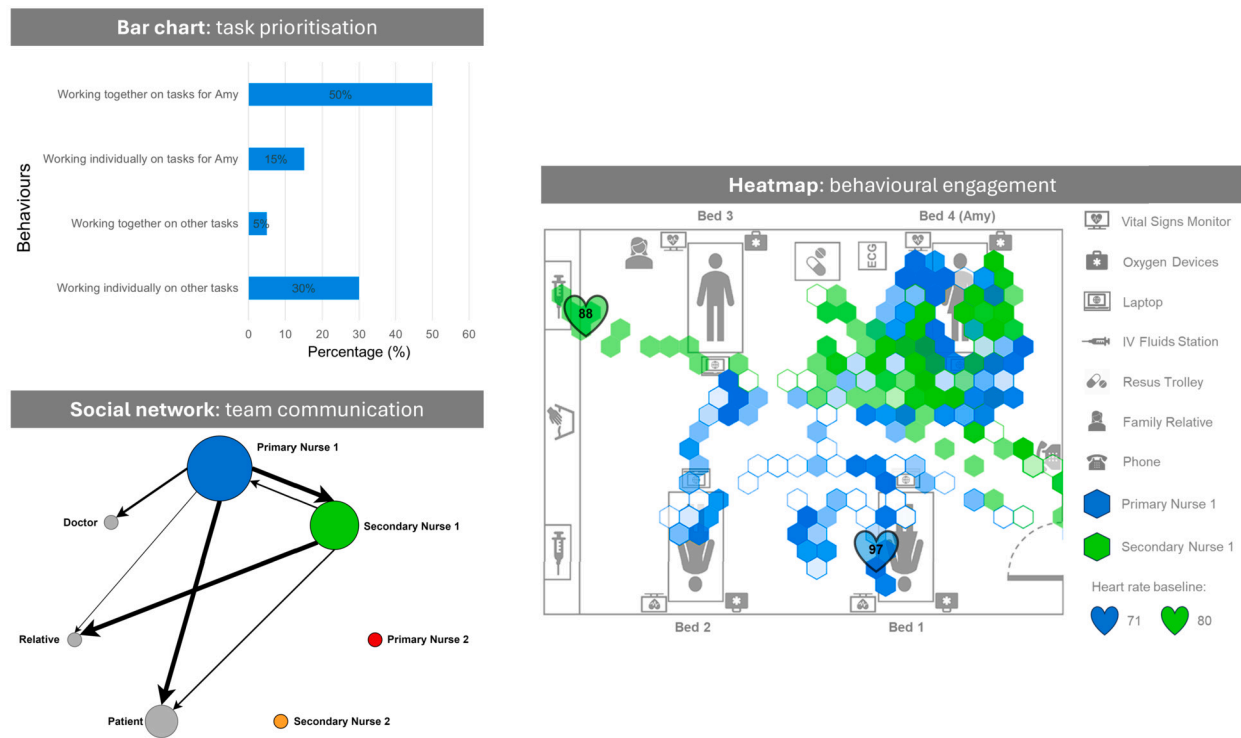 Bar chart: task prioritisation
Behaviours
Working together on tasks for Amy
50%
Working individually on tasks for Amy
15%
Working together on other tasks
5%
Working individually on other tasks
30%
0 10 20 30 40 50 60
Percentage (%)
Social network: team communication
Primary Nurse 1
Doctor
Secondary Nurse 1
Relative
Primary Nurse 2
Patient
Secondary Nurse 2
Heatmap: behavioural engagement
Bed 3
Bed 4 (Amy)
ECG
88
97
Bed 2
Bed 1
Vital Signs Monitor
Oxygen Devices
Laptop
IV Fluids Station
Resus Trolley
Family Relative
Phone
Primary Nurse 1
Secondary Nurse 1
Heart rate baseline:
71 80